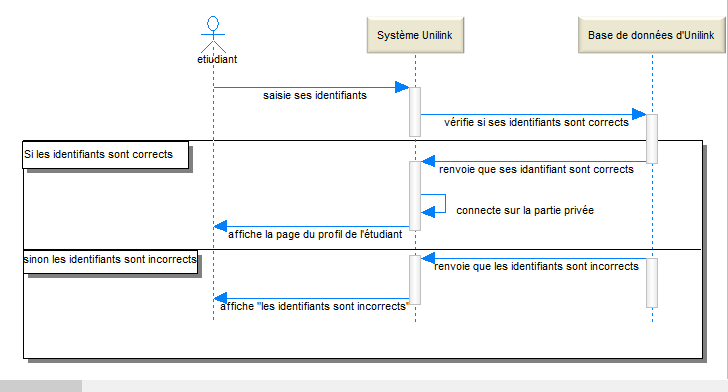 Système Unilink
Base de données d'Unilink
etiudiant
saisie ses identifiants
vérifie si ses identifiants sont corrects
Si les identifiants sont corrects
renvoie que ses idantifiant sont corrects
connecte sur la partie privée
affiche la page du profil de l'étudiant
sinon les identifiants sont incorrects
renvoie que les identifiants sont incorrects
affiche "les identifiants sont incorrects"